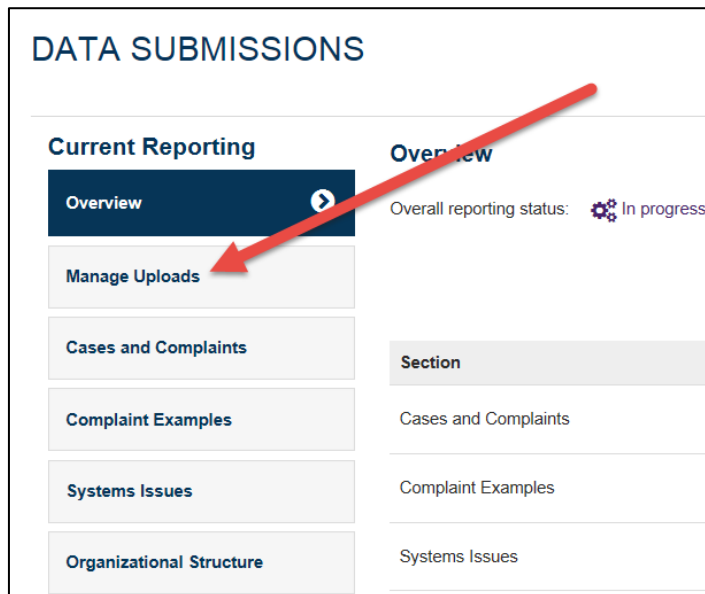 DATA SUBMISSIONS
Current Reporting
Overview
Manage Uploads
Cases and Complaints
Complaint Examples
Systems Issues
Organizational Structure
Overview
Overall reporting status: In progress
Section
Cases and Complaints
Complaint Examples
Systems Issues